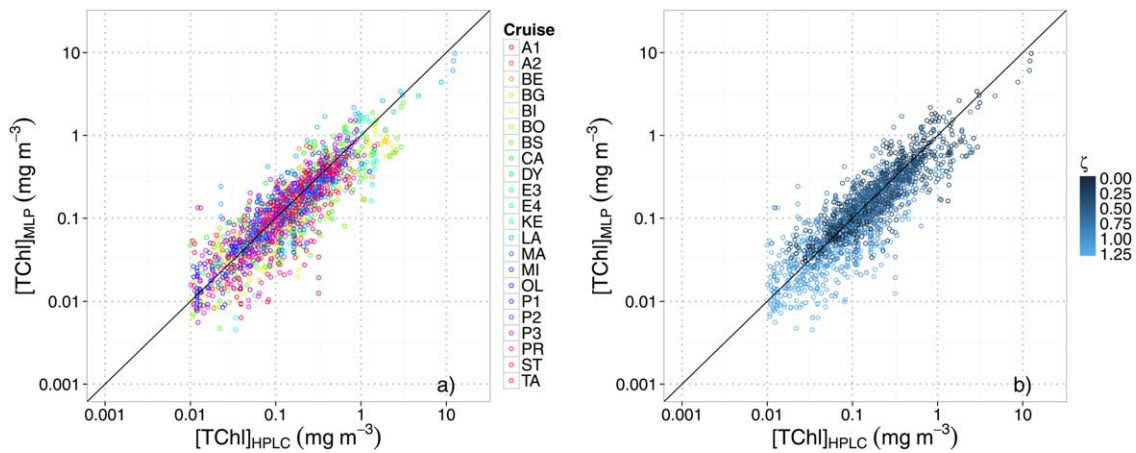 10
1
0.1
0.01
0.001
[TChl]MLP (mg m−3)
0.001 0.01 0.1 1 10
[TChl]HPLC (mg m−3)
a)
Cruise
A1
A2
BE
BG
BI
BO
BS
CA
DY
E3
E4
KE
LA
MA
MI
OL
P1
P2
P3
PR
ST
TA
10
1
0.1
0.01
0.001
[TChl]MLP (mg m−3)
0.001 0.01 0.1 1 10
[TChl]HPLC (mg m−3)
b)
ζ
0.00
0.25
0.50
0.75
1.00
1.25